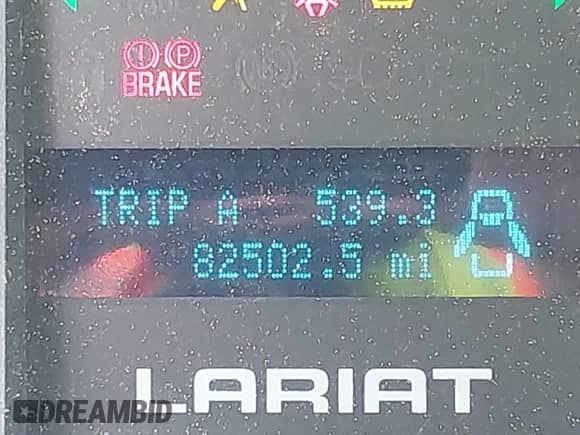 BRAKE
TRIP A 539.3
82502.5 mi
LARIAT
DREAMBID